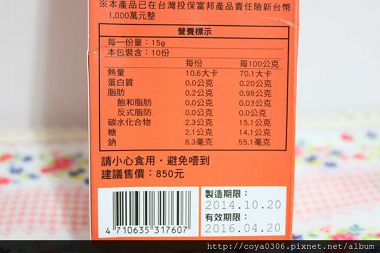 ※本產品已在台灣投保富邦產品責任險新台幣
1,000萬元整
營養標示
每一份量：15g
本包裝含：10份
每份 每100公克
熱量 10.6大卡 70.1大卡
蛋白質 0.0公克 0.20公克
脂肪 0.2公克 0.98公克
飽和脂肪 0.0公克 0.03公克
反式脂肪 0.0公克 0.0公克
碳水化合物 2.3公克 15.1公克
糖 2.1公克 14.1公克
鈉 8.3毫克 55.1毫克
請小心食用，避免噎到
建議售價：850元
製造期限：
2014.10.20
有效期限：
2016.04.20
4 710635 317607
http://coya0306.pixnet.net/album